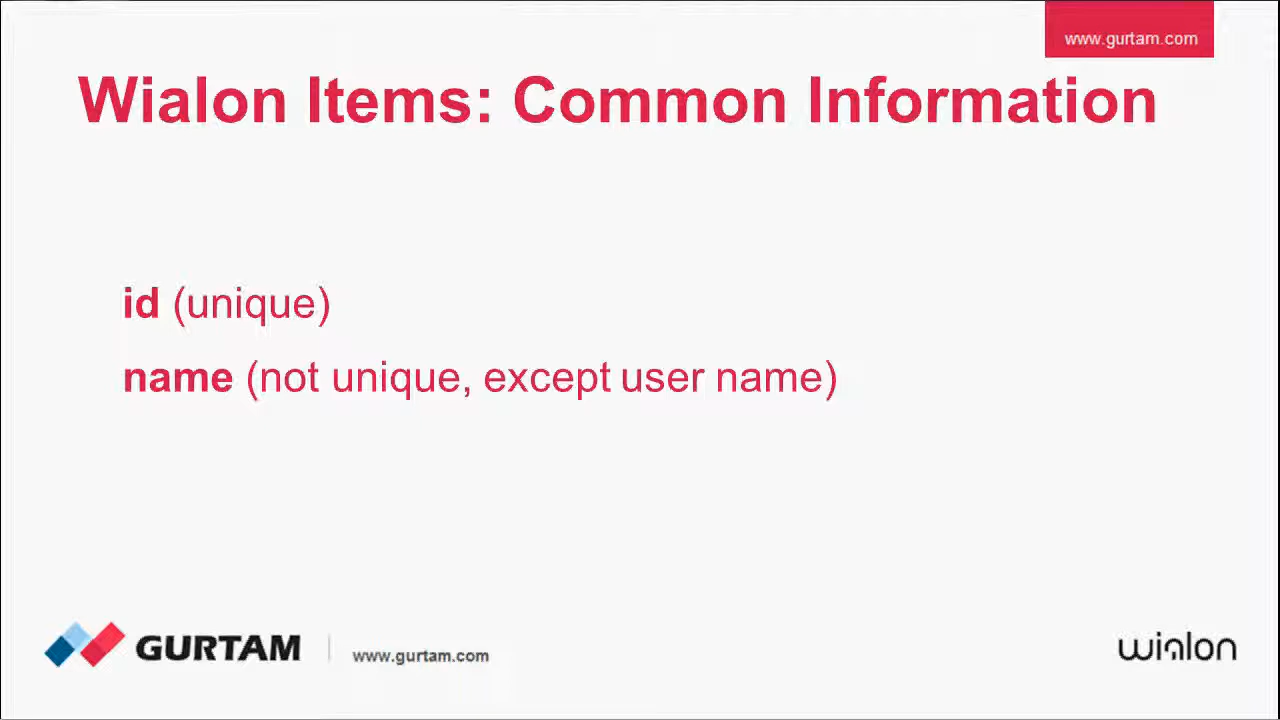 www.gurtam.com
Wialon Items: Common Information
id (unique)
name (not unique, except user name)
GURTAM
www.gurtam.com
wialon